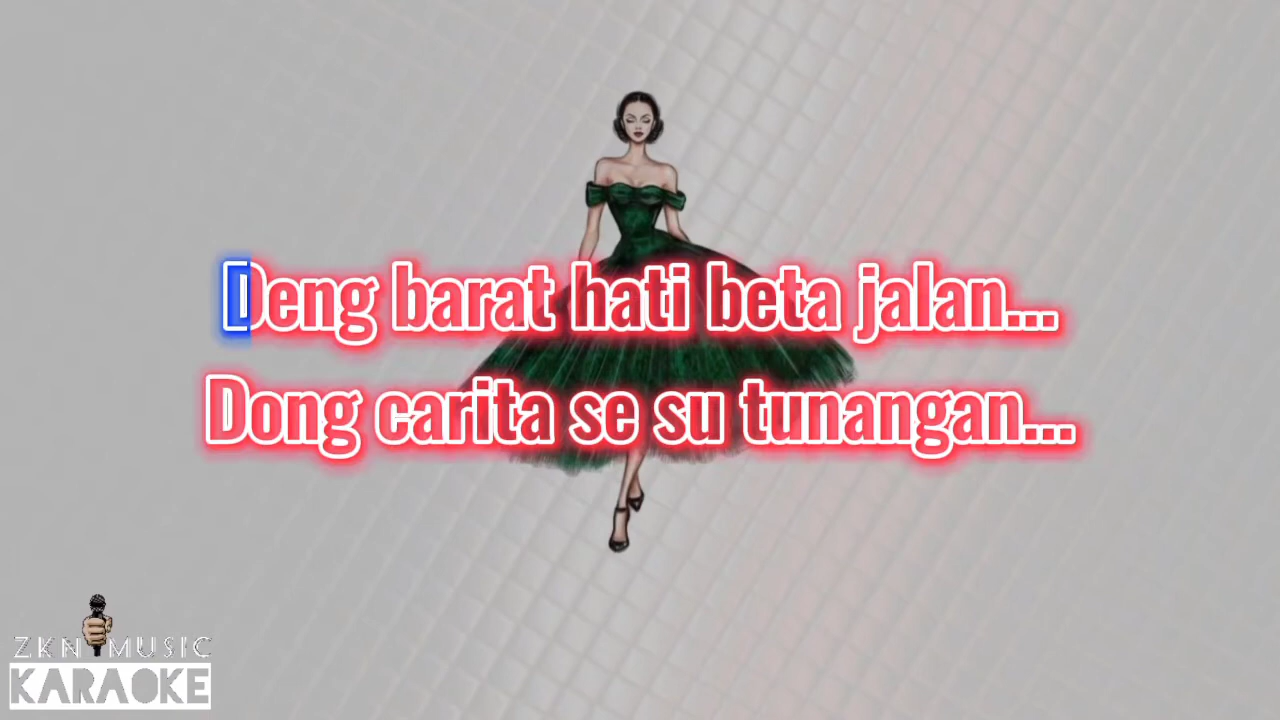 Deng barat hati beta jalan...
Dong carita se su tunangan...
ZKN MUSIC
KARAOKE